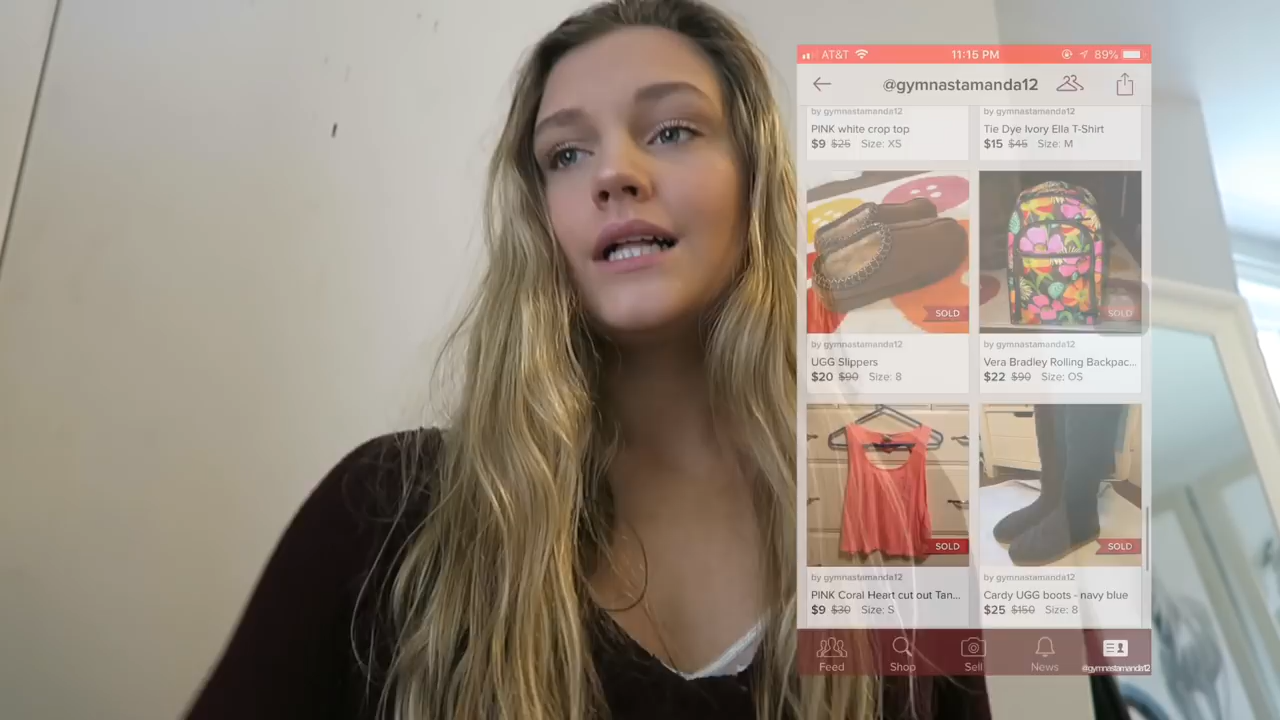 AT&T 11:15 PM 89%
@gymnastamanda12
by gymnastamanda12
PINK white crop top
$9 $25 Size: XS
by gymnastamanda12
Tie Dye Ivory Ella T-Shirt
$15 $45 Size: M
SOLD
by gymnastamanda12
UGG Slippers
$20 $90 Size: 8
SOLD
by gymnastamanda12
Vera Bradley Rolling Backpac...
$22 $90 Size: OS
SOLD
by gymnastamanda12
PINK Coral Heart cut out Tan...
$9 $30 Size: S
SOLD
by gymnastamanda12
Cardy UGG boots - navy blue
$25 $150 Size: 8
Feed Shop Sell News @gymnastamanda12